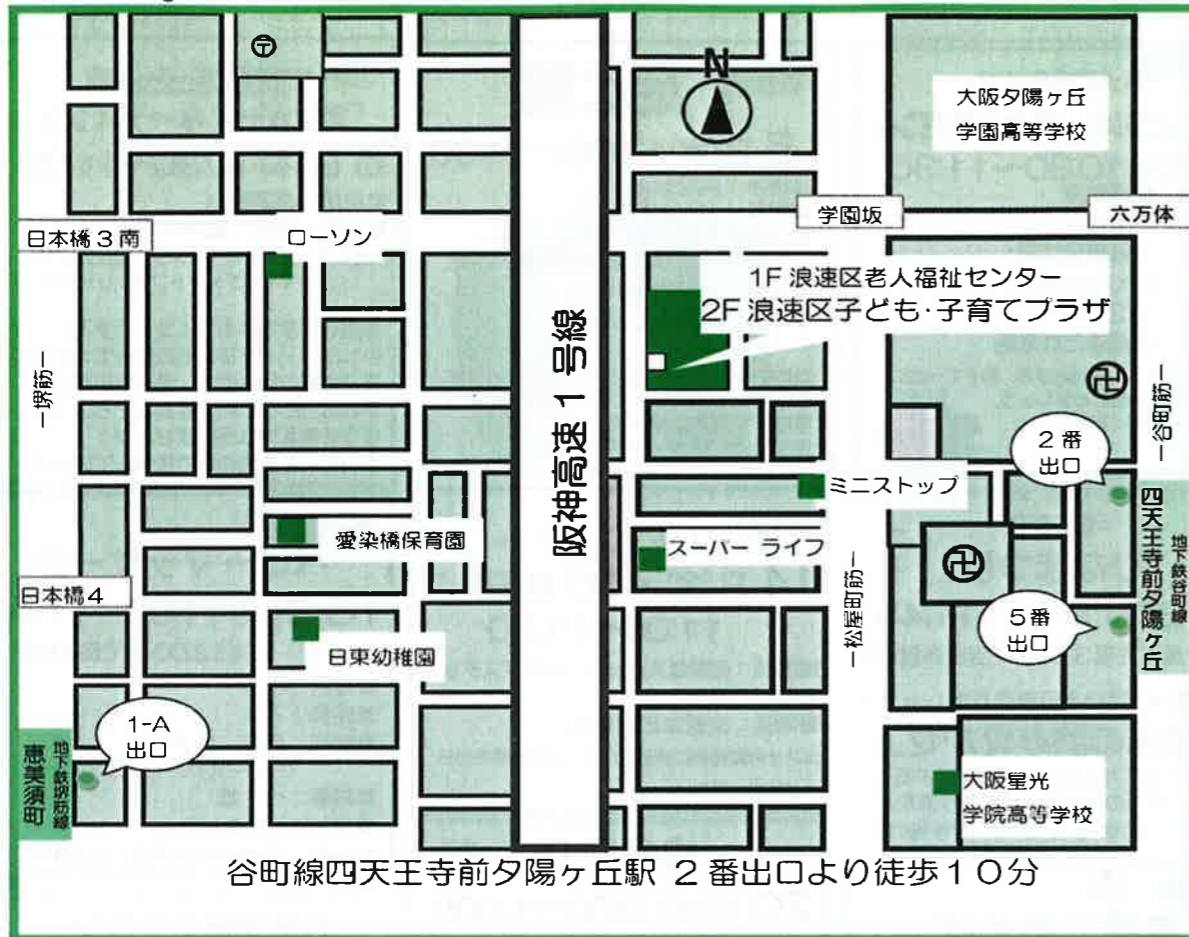 N
大阪夕陽ヶ丘
学園高等学校
学園坂
六万体
日本橋3南
ローソン
1F 浪速区老人福祉センター
2F 浪速区子ども・子育てプラザ
阪神高速1号線
―堺筋―
―谷町筋―
2番
出口
ミニストップ
四天王寺前夕陽ヶ丘
地下鉄谷町線
愛染橋保育園
スーパー ライフ
日本橋4
―松屋町筋―
5番
出口
日東幼稚園
1-A
出口
恵美須町
地下鉄堺筋線
大阪星光
学院高等学校
谷町線四天王寺前夕陽ヶ丘駅 2番出口より徒歩10分